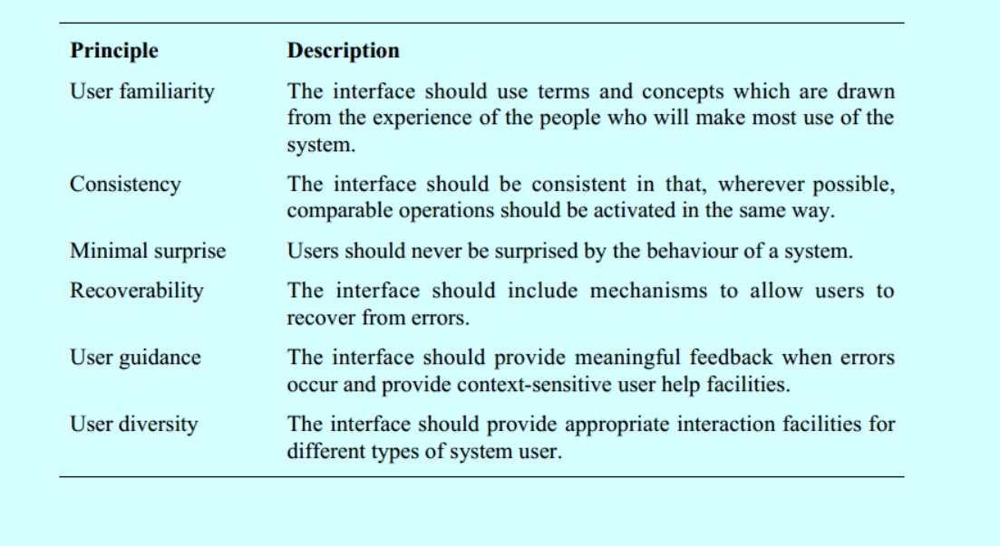 Principle Description
User familiarity The interface should use terms and concepts which are drawn
from the experience of the people who will make most use of the
system.
Consistency The interface should be consistent in that, wherever possible,
comparable operations should be activated in the same way.
Minimal surprise Users should never be surprised by the behaviour of a system.
Recoverability The interface should include mechanisms to allow users to
recover from errors.
User guidance The interface should provide meaningful feedback when errors
occur and provide context-sensitive user help facilities.
User diversity The interface should provide appropriate interaction facilities for
different types of system user.